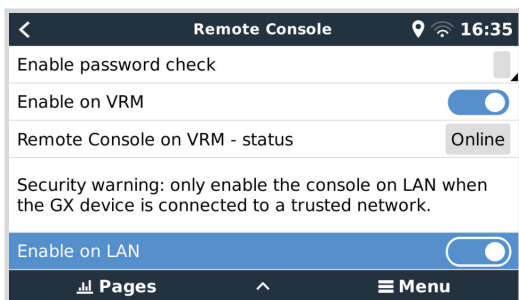 Remote Console 16:35
Enable password check
Enable on VRM
Remote Console on VRM - status Online
Security warning: only enable the console on LAN when
the GX device is connected to a trusted network.
Enable on LAN
Pages Menu